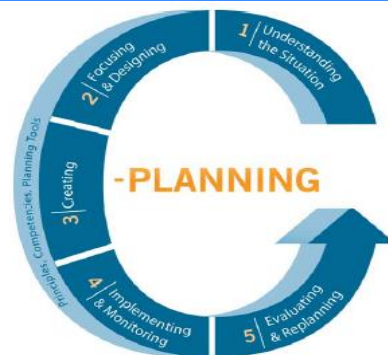 1 Understanding
the Situation
2 Focusing
& Designing
3 Creating
4 Implementing
& Monitoring
5 Evaluating
& Replanning
-PLANNING
Principles, Competencies, Planning Tools